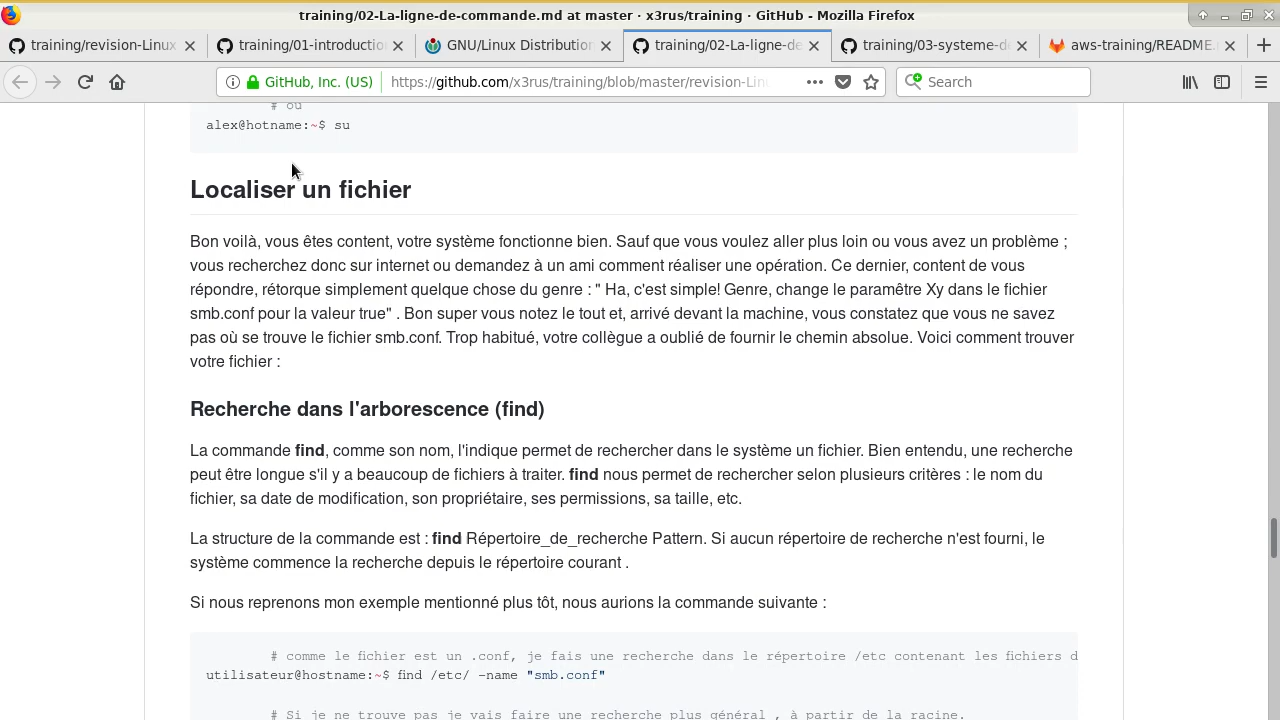 training/02-La-ligne-de-commande.md at master · x3rus/training · GitHub - Mozilla Firefox
training/revision-Linux
training/01-introductio
GNU/Linux Distribution
training/02-La-ligne-de-
training/03-systeme-d
aws-training/README.
GitHub, Inc. (US)
https://github.com/x3rus/training/blob/master/revision-Lin
Search
# ou
alex@hotname:~$ su
Localiser un fichier
Bon voilà, vous êtes content, votre système fonctionne bien. Sauf que vous voulez aller plus loin ou vous avez un problème ;
vous recherchez donc sur internet ou demandez à un ami comment réaliser une opération. Ce dernier, content de vous
répondre, rétorque simplement quelque chose du genre : " Ha, c'est simple! Genre, change le paramêtre Xy dans le fichier
smb.conf pour la valeur true" . Bon super vous notez le tout et, arrivé devant la machine, vous constatez que vous ne savez
pas où se trouve le fichier smb.conf. Trop habitué, votre collègue a oublié de fournir le chemin absolue. Voici comment trouver
votre fichier :
Recherche dans l'arborescence (find)
La commande find, comme son nom, l'indique permet de rechercher dans le système un fichier. Bien entendu, une recherche
peut être longue s'il y a beaucoup de fichiers à traiter. find nous permet de rechercher selon plusieurs critères : le nom du
fichier, sa date de modification, son propriétaire, ses permissions, sa taille, etc.
La structure de la commande est : find Répertoire_de_recherche Pattern. Si aucun répertoire de recherche n'est fourni, le
système commence la recherche depuis le répertoire courant .
Si nous reprenons mon exemple mentionné plus tôt, nous aurions la commande suivante :
# comme le fichier est un .conf, je fais une recherche dans le répertoire /etc contenant les fichiers d
utilisateur@hostname:~$ find /etc/ -name "smb.conf"
# Si je ne trouve pas je vais faire une recherche plus général , à partir de la racine.